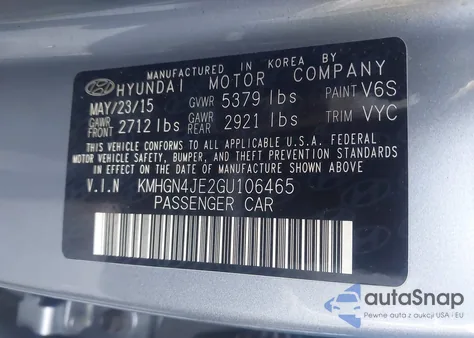 MANUFACTURED IN KOREA BY
HYUNDAI MOTOR COMPANY
MAY/23/15 GVWR 5379 lbs PAINT V6S
GAWR FRONT 2712 lbs GAWR REAR 2921 lbs TRIM VYC
THIS VEHICLE CONFORMS TO ALL APPLICABLE U.S.A. FEDERAL
MOTOR VEHICLE SAFETY, BUMPER, AND THEFT PREVENTION
STANDARDS IN EFFECT ON THE DATE OF MANUFACTURE SHOWN ABOVE.
V.I.N KMHGN4JE2GU106465
PASSENGER CAR
autoSnap
Pewne auta z aukcji USA i EU